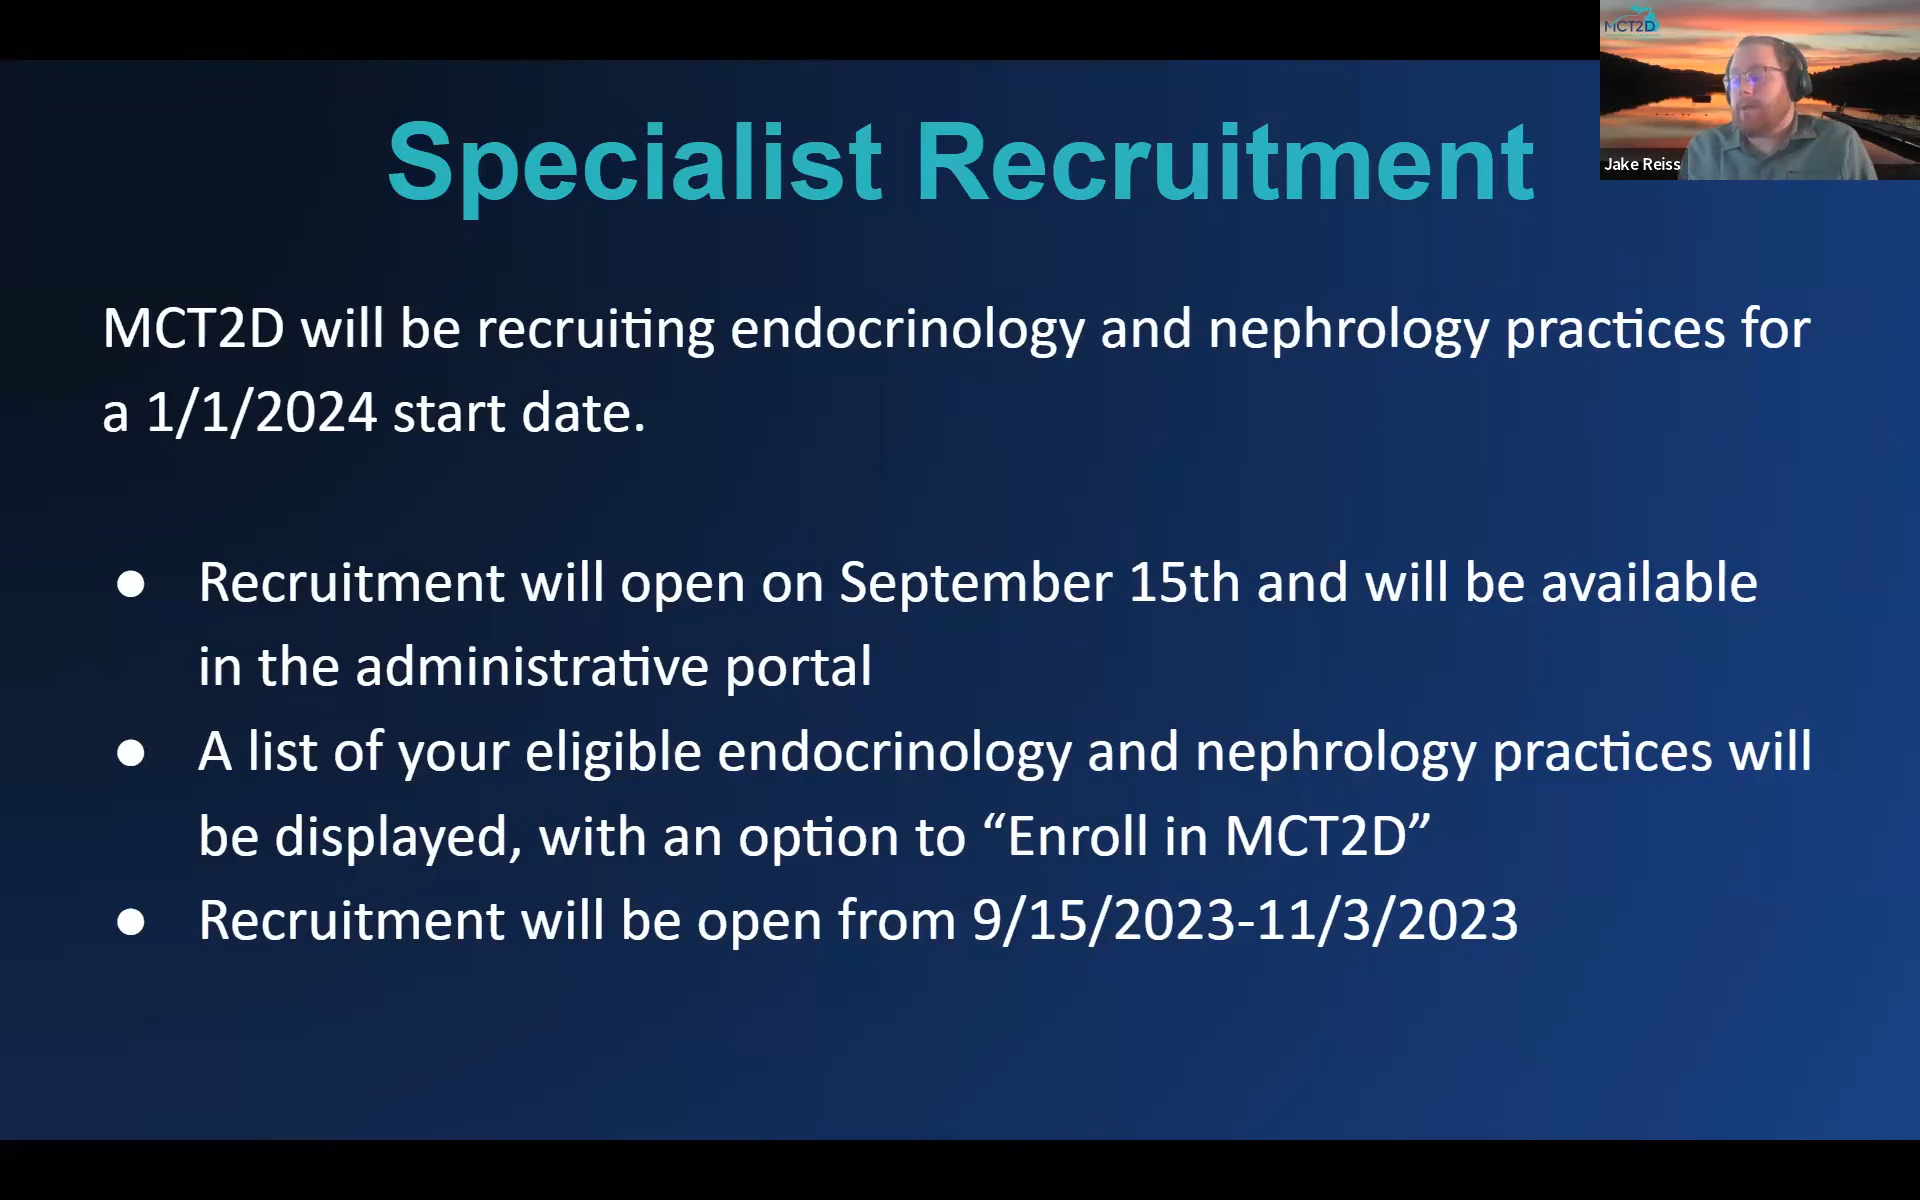 MCT2D
Jake Reiss
Specialist Recruitment
MCT2D will be recruiting endocrinology and nephrology practices for
a 1/1/2024 start date.
● Recruitment will open on September 15th and will be available
in the administrative portal
● A list of your eligible endocrinology and nephrology practices will
be displayed, with an option to “Enroll in MCT2D”
● Recruitment will be open from 9/15/2023-11/3/2023